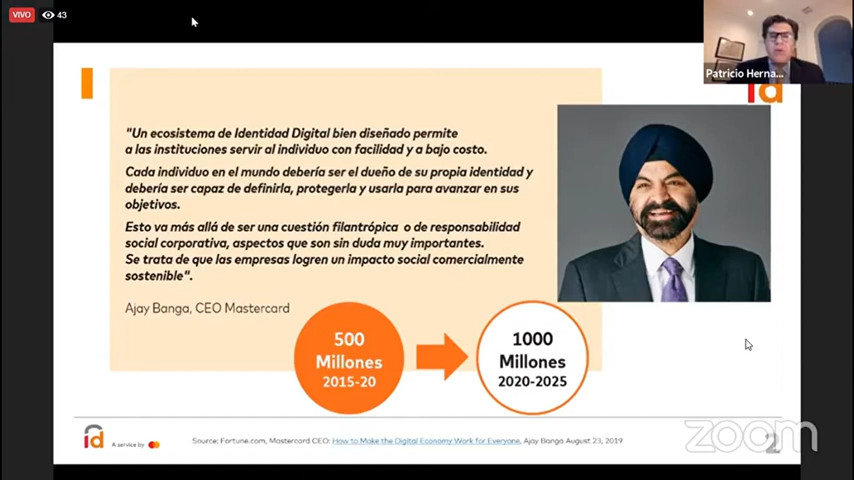 VIVO
43
Patricio Herna...
id
"Un ecosistema de Identidad Digital bien diseñado permite
a las instituciones servir al individuo con facilidad y a bajo costo.
Cada individuo en el mundo debería ser el dueño de su propia identidad y
debería ser capaz de definirla, protegerla y usarla para avanzar en sus
objetivos.
Esto va más allá de ser una cuestión filantrópica o de responsabilidad
social corporativa, aspectos que son sin duda muy importantes.
Se trata de que las empresas logren un impacto social comercialmente
sostenible".
Ajay Banga, CEO Mastercard
500
Millones
2015-20
1000
Millones
2020-2025
id
A service by
Source: Fortune.com, Mastercard CEO: How to Make the Digital Economy Work for Everyone, Ajay Banga August 23, 2019
zoom
2